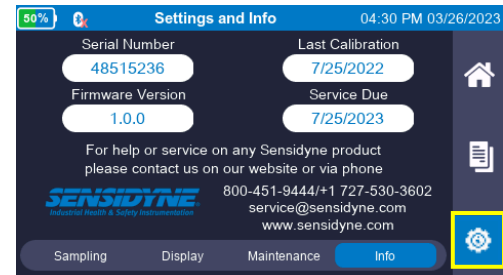 50% Settings and Info 04:30 PM 03/26/2023
Serial Number Last Calibration
48515236 7/25/2022
Firmware Version Service Due
1.0.0 7/25/2023
For help or service on any Sensidyne product
please contact us on our website or via phone
SENSIDYNE
Industrial Health & Safety Instrumentation
800-451-9444/+1 727-530-3602
service@sensidyne.com
www.sensidyne.com
Sampling Display Maintenance Info